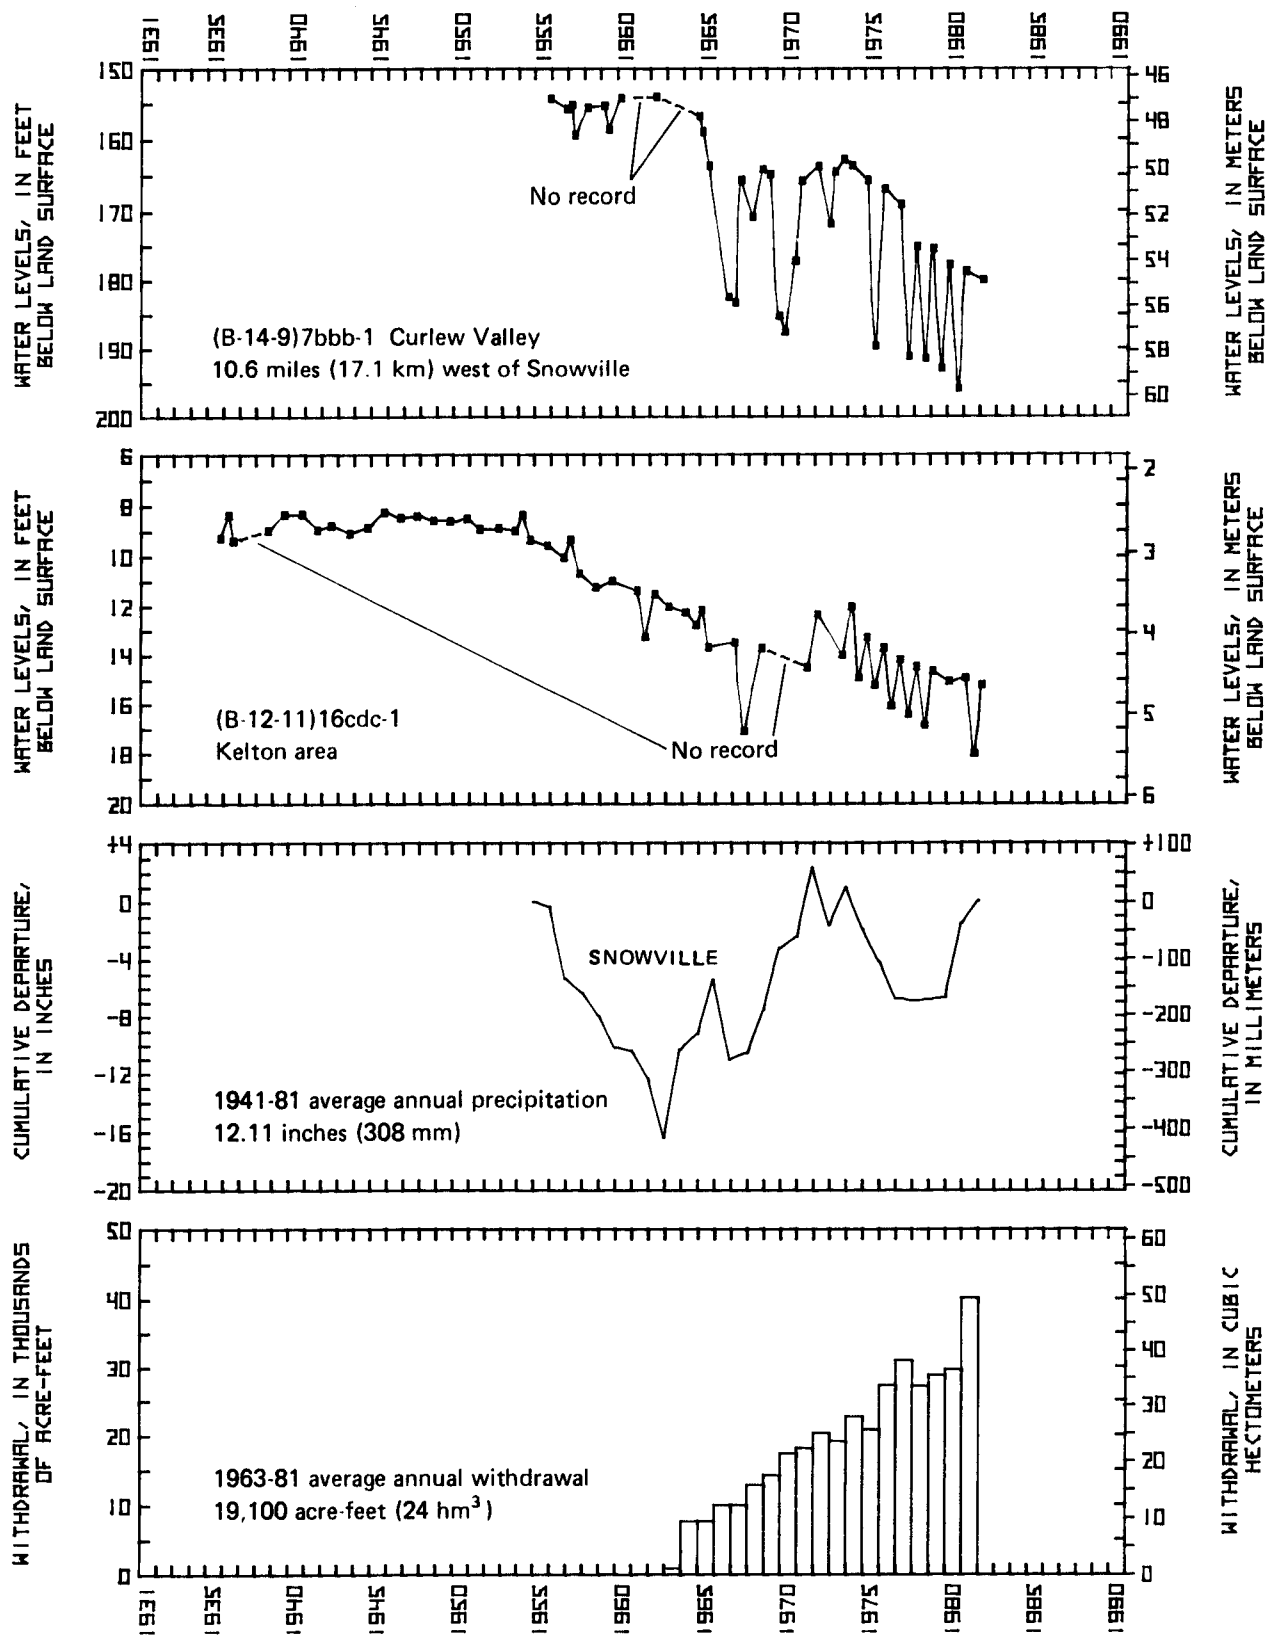 1931 1935 1940 1945 1950 1955 1960 1965 1970 1975 1980 1985 1990
WATER LEVELS, IN FEET
BELOW LAND SURFACE
150
160
170
180
190
200
No record
(B-14-9)7bbb-1 Curlew Valley
10.6 miles (17.1 km) west of Snowville
46
48
50
52
54
56
58
60
WATER LEVELS, IN METERS
BELOW LAND SURFACE
WATER LEVELS, IN FEET
BELOW LAND SURFACE
6
8
10
12
14
16
18
20
(B-12-11)16cdc-1
Kelton area
No record
2
3
4
5
6
WATER LEVELS, IN METERS
BELOW LAND SURFACE
CUMULATIVE DEPARTURE,
IN INCHES
+4
0
-4
-8
-12
-16
-20
SNOWVILLE
1941-81 average annual precipitation
12.11 inches (308 mm)
+100
0
-100
-200
-300
-400
-500
CUMULATIVE DEPARTURE,
IN MILLIMETERS
WITHDRAWAL, IN THOUSANDS
OF ACRE-FEET
50
40
30
20
10
0
1963-81 average annual withdrawal
19,100 acre-feet (24 hm³)
60
50
40
30
20
10
0
WITHDRAWAL, IN CUBIC
HECTOMETERS
1931 1935 1940 1945 1950 1955 1960 1965 1970 1975 1980 1985 1990